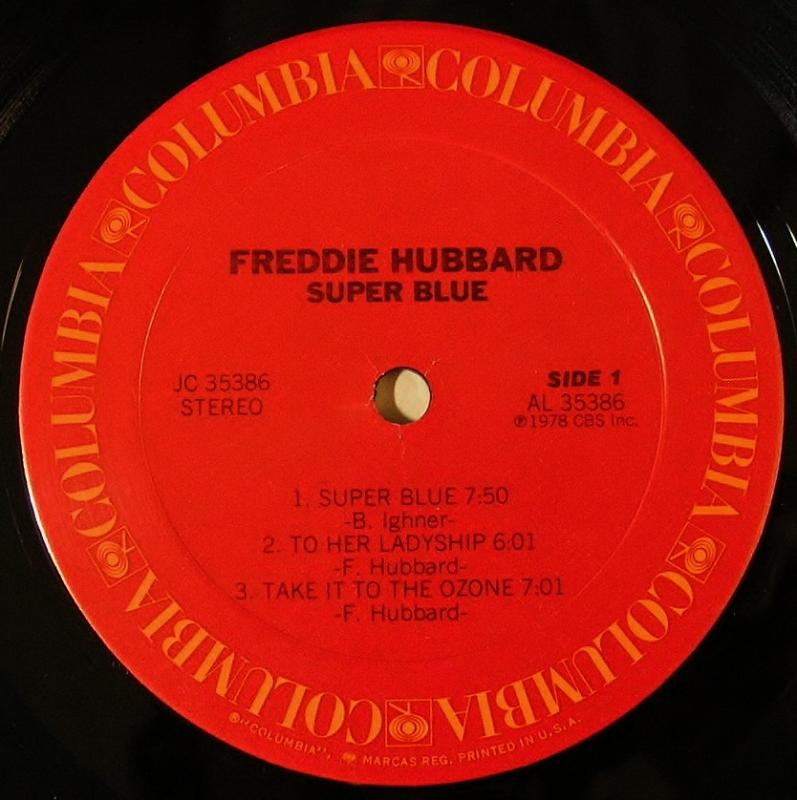 COLUMBIA COLUMBIA COLUMBIA COLUMBIA COLUMBIA COLUMBIA COLUMBIA COLUMBIA
FREDDIE HUBBARD
SUPER BLUE
JC 35386
STEREO
SIDE 1
AL 35386
℗1978 CBS Inc.
1. SUPER BLUE 7:50
-B. Ighner-
2. TO HER LADYSHIP 6:01
-F. Hubbard-
3. TAKE IT TO THE OZONE 7:01
-F. Hubbard-
®"COLUMBIA", MARCAS REG. PRINTED IN U.S.A.